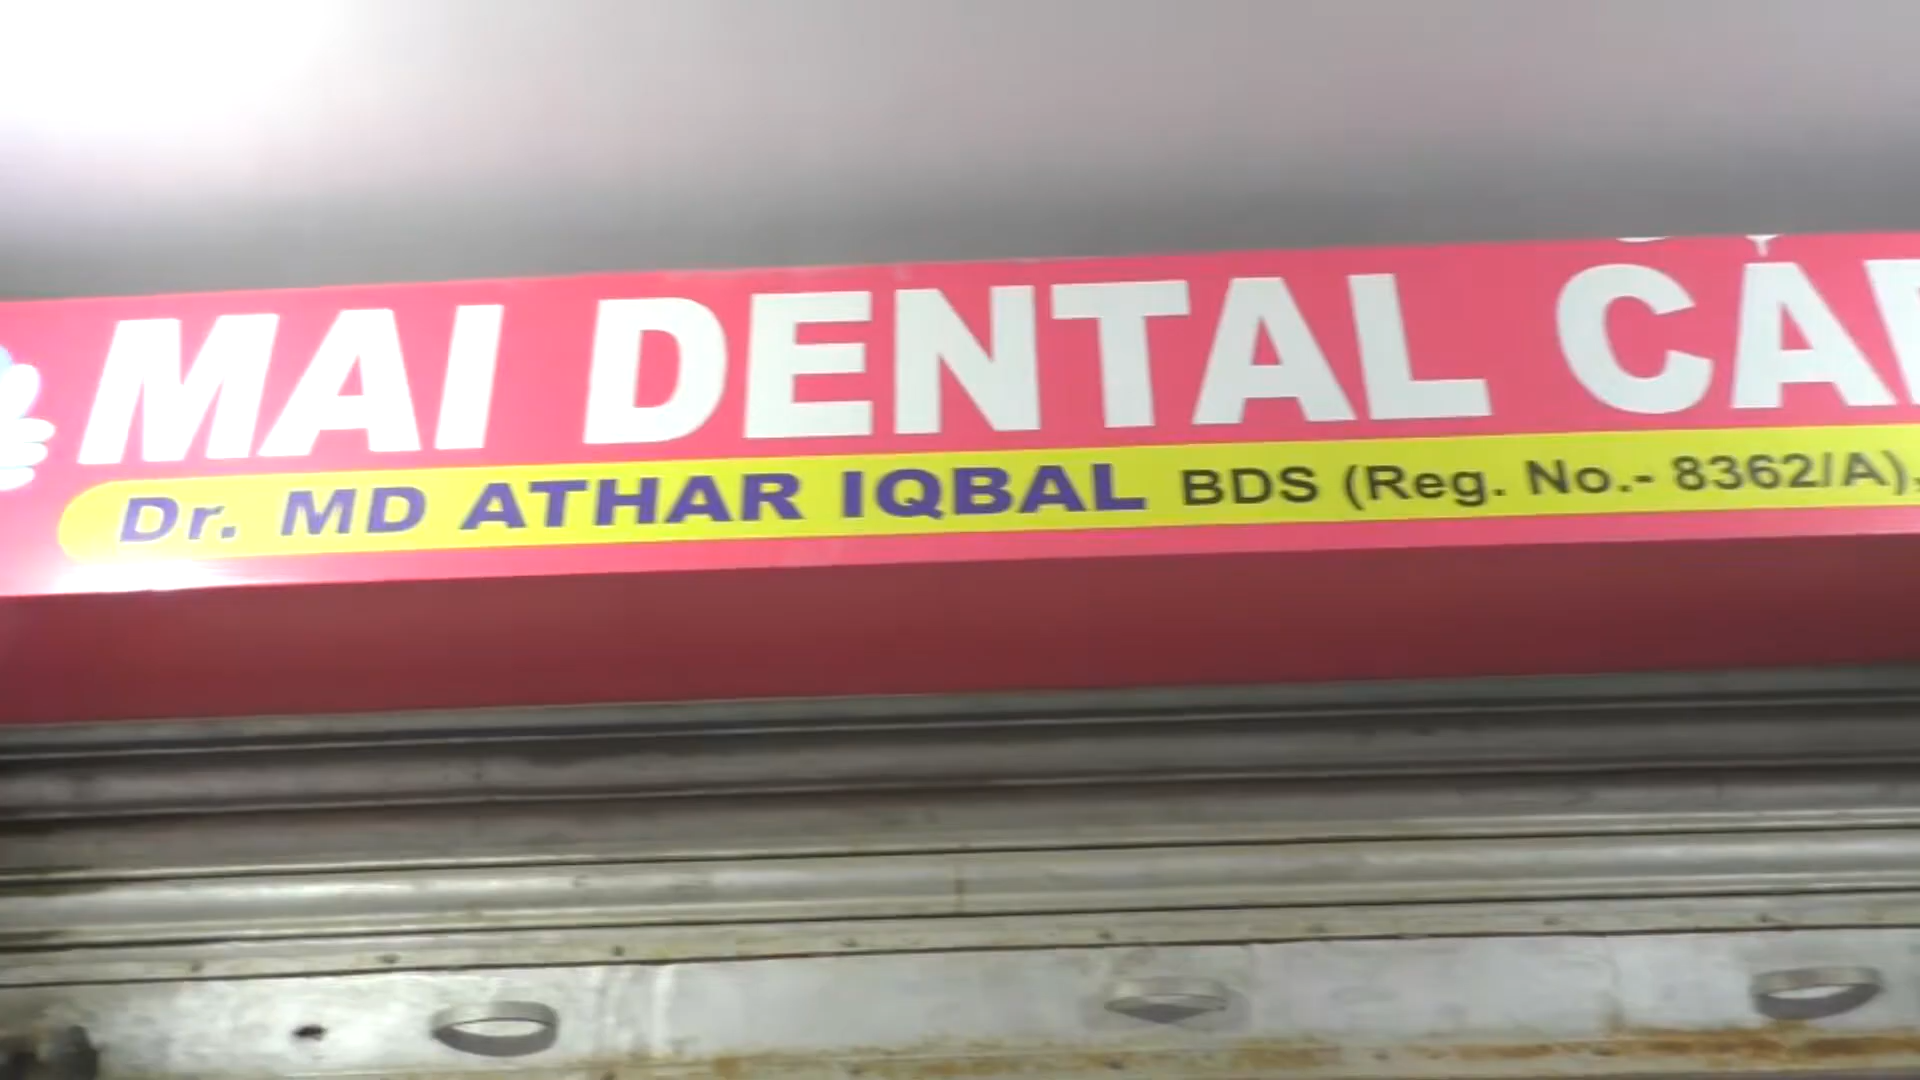 MAI DENTAL CA
Dr. MD ATHAR IQBAL BDS (Reg. No.- 8362/A),